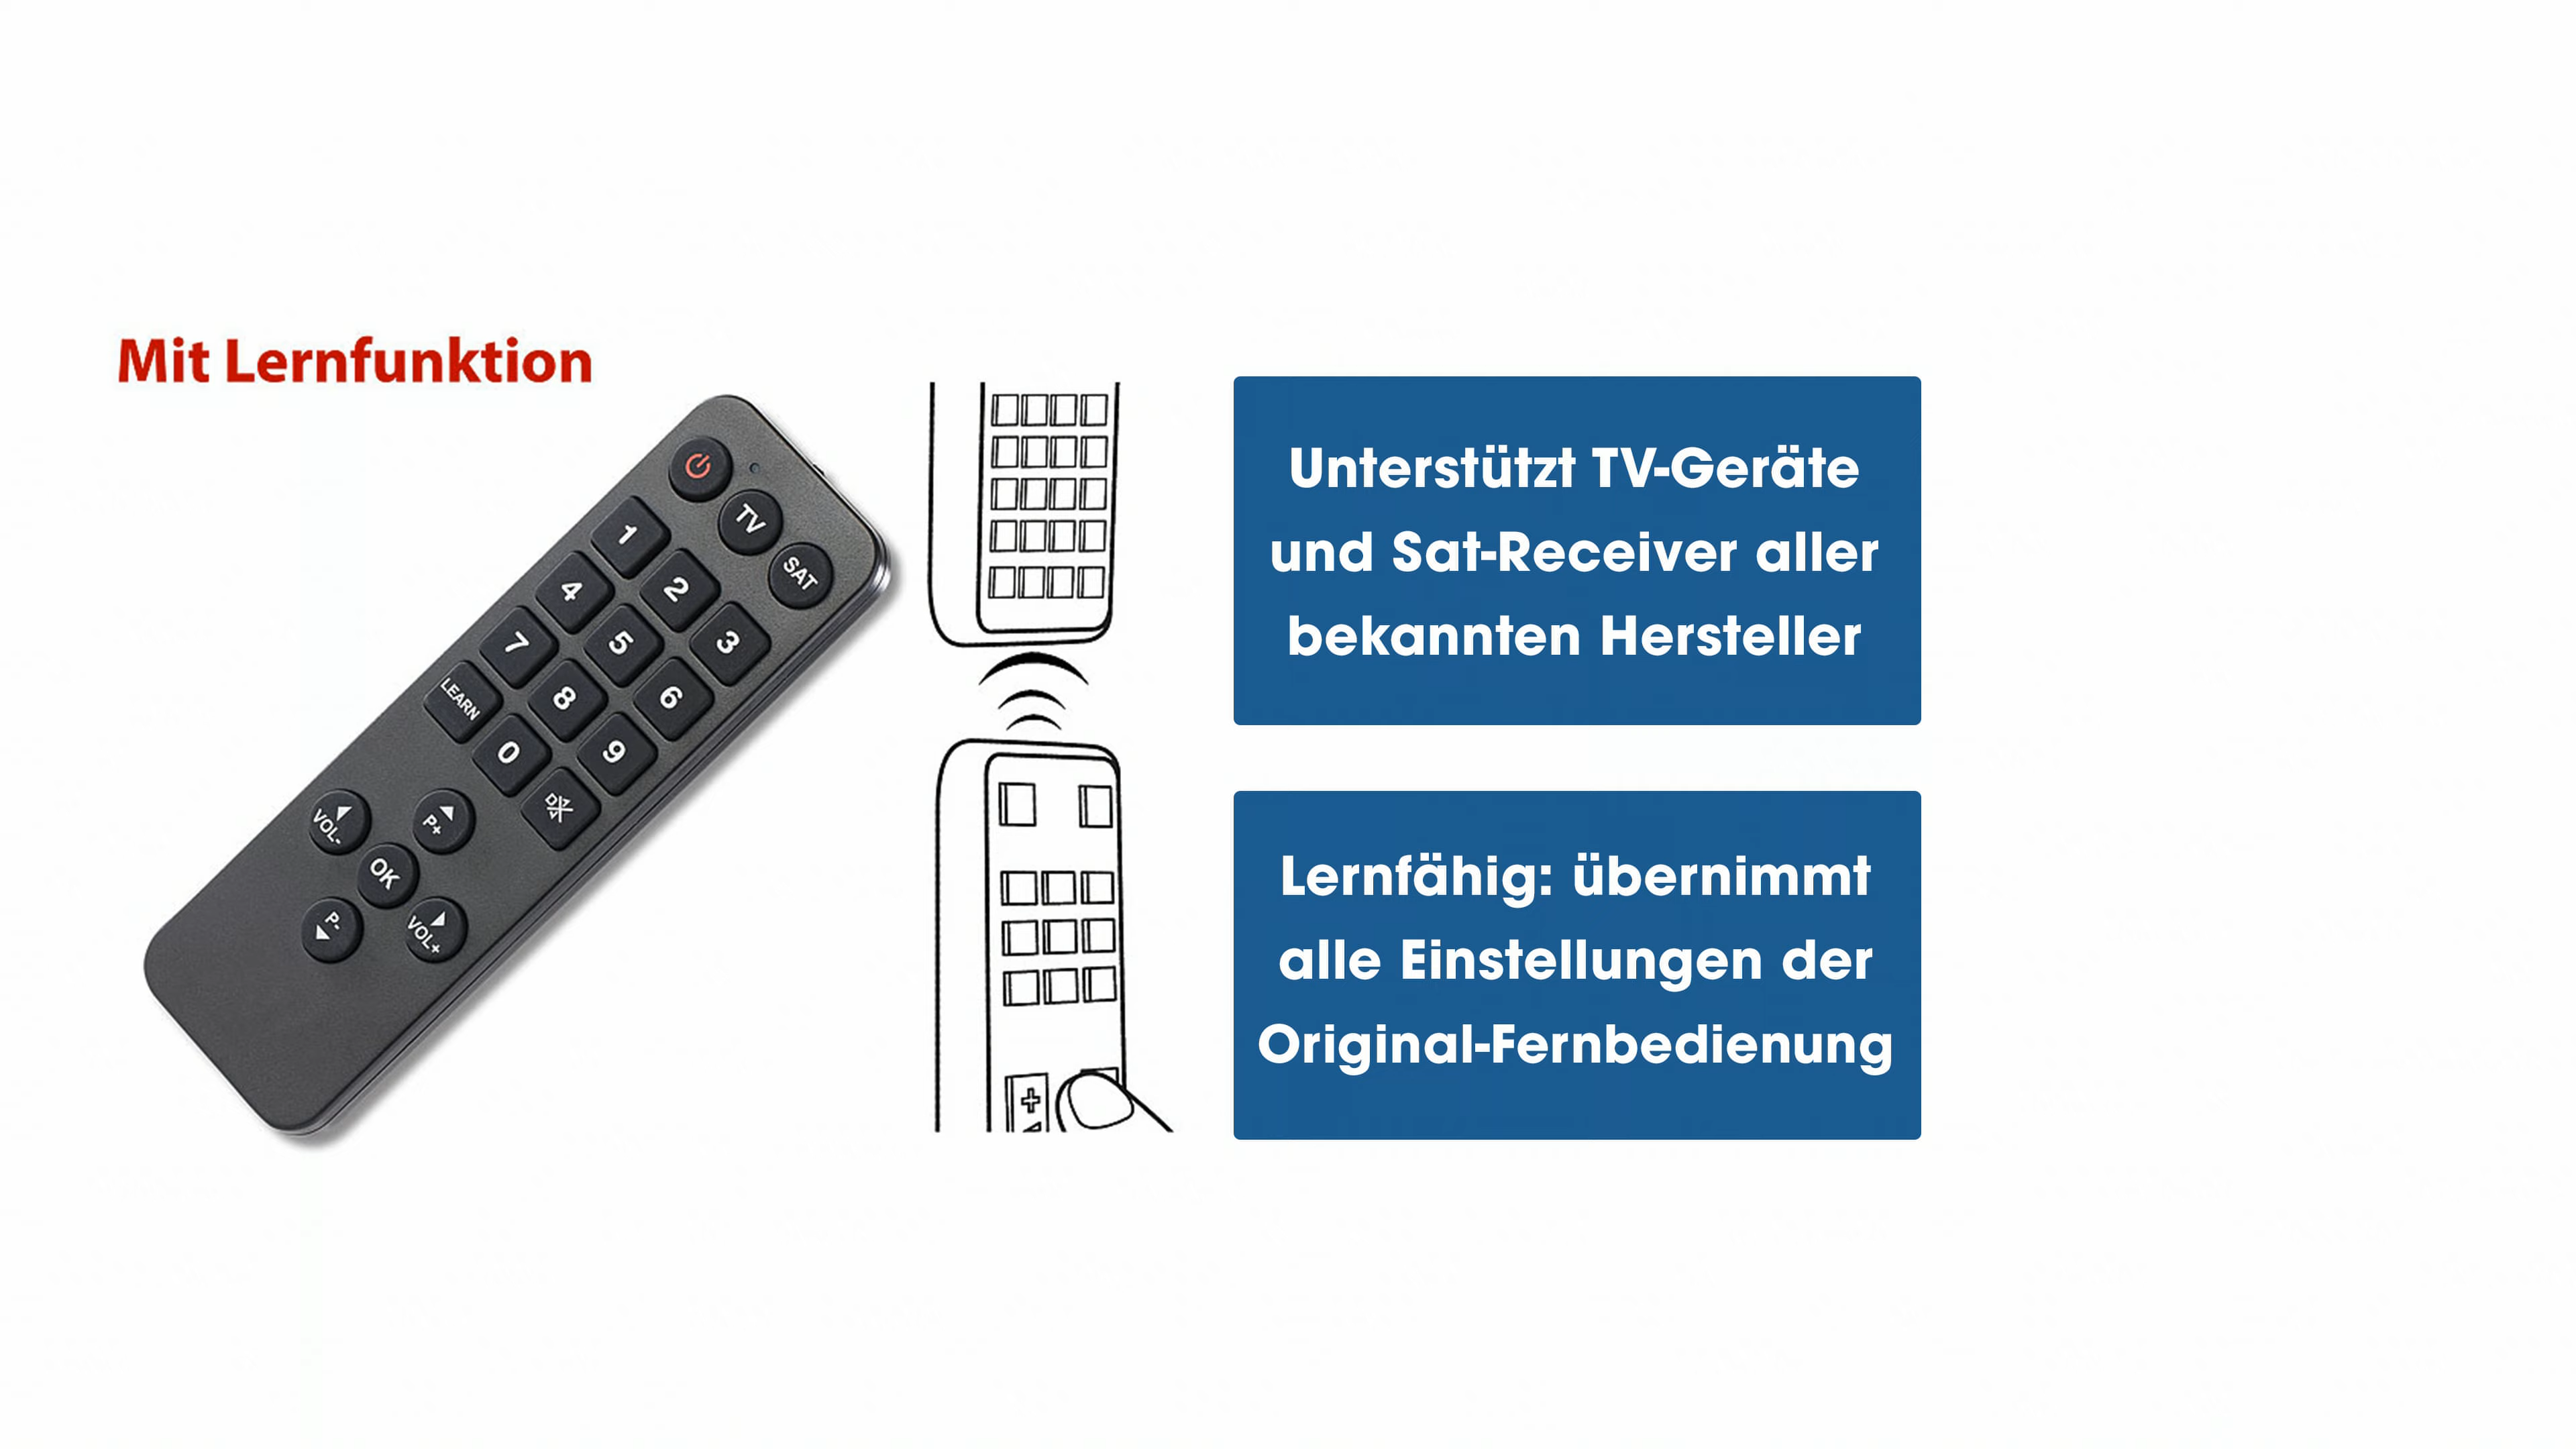 Mit Lernfunktion
TV
SAT
1
2
3
4
5
6
7
8
9
LEARN
0
VOL-
P+
OK
P-
VOL+
+
Unterstützt TV-Geräte
und Sat-Receiver aller
bekannten Hersteller
Lernfähig: übernimmt
alle Einstellungen der
Original-Fernbedienung